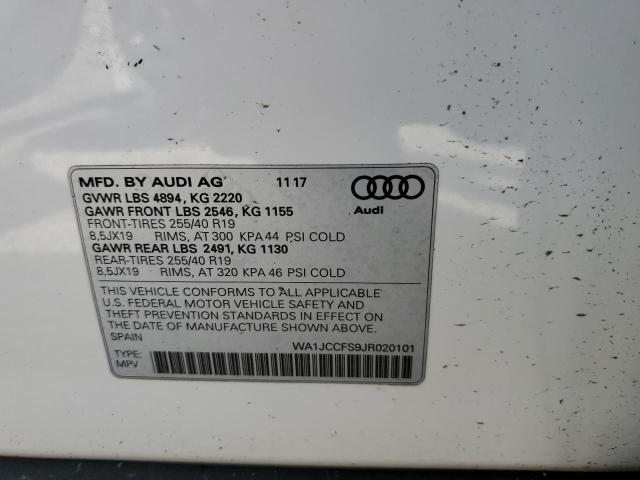 MFD. BY AUDI AG 11 17
GVWR LBS 4894, KG 2220
GAWR FRONT LBS 2546, KG 1155
FRONT-TIRES 255/40 R19
8,5JX19 RIMS, AT 300 KPA 44 PSI COLD
GAWR REAR LBS 2491, KG 1130
REAR-TIRES 255/40 R19
8,5JX19 RIMS, AT 320 KPA 46 PSI COLD
Audi
THIS VEHICLE CONFORMS TO ALL APPLICABLE
U.S. FEDERAL MOTOR VEHICLE SAFETY AND
THEFT PREVENTION STANDARDS IN EFFECT ON
THE DATE OF MANUFACTURE SHOWN ABOVE.
SPAIN
WA1JCCFS9JR020101
TYPE:
MPV